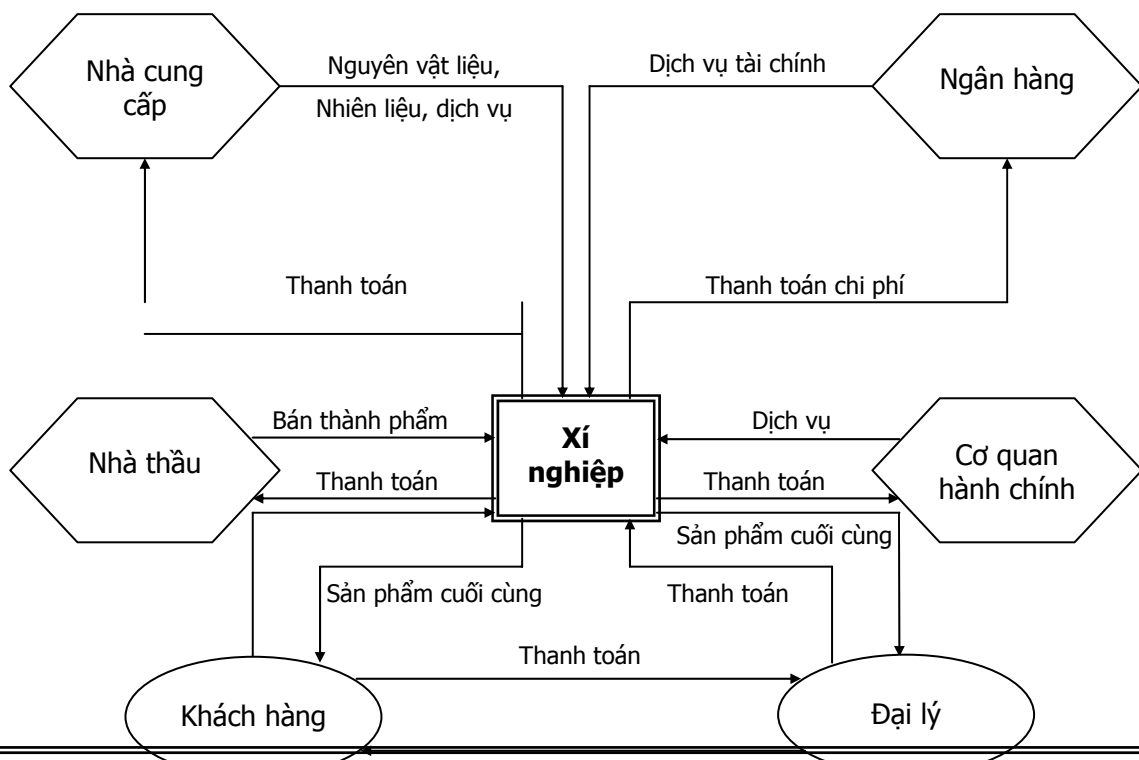 Nhà cung
cấp
Nguyên vật liệu,
Nhiên liệu, dịch vụ
Dịch vụ tài chính
Ngân hàng
Thanh toán
Thanh toán chi phí
Nhà thầu
Bán thành phẩm
Xí
nghiệp
Dịch vụ
Cơ quan
hành chính
Thanh toán
Thanh toán
Sản phẩm cuối cùng
Sản phẩm cuối cùng
Thanh toán
Thanh toán
Khách hàng
Đại lý